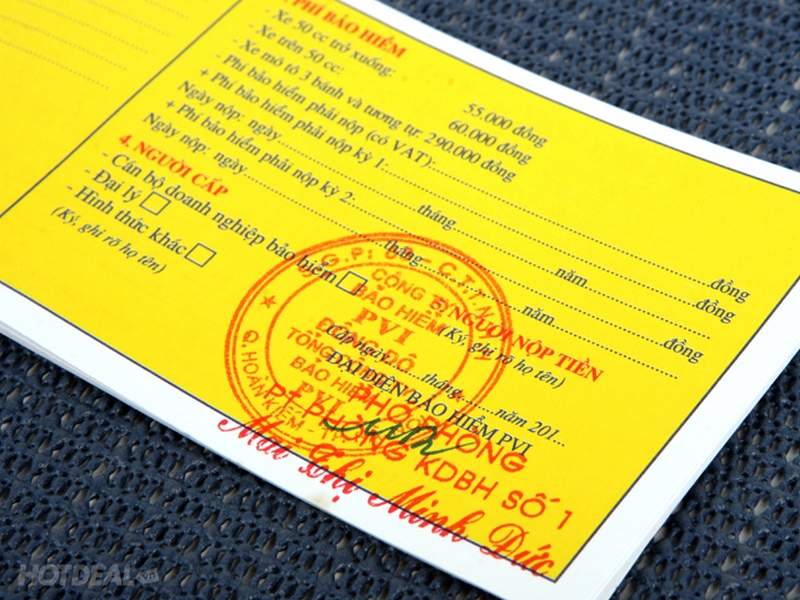 PHÍ BẢO HIỂM
- Xe 50 cc trở xuống: 55.000 đồng
- Xe trên 50 cc: 60.000 đồng
- Xe mô tô 3 bánh và tương tự: 290.000 đồng
+ Phí bảo hiểm phải nộp (có VAT):........đồng
+ Phí bảo hiểm phải nộp kỳ 1:........đồng
Ngày nộp: ngày........tháng........năm........
+ Phí bảo hiểm phải nộp kỳ 2:........đồng
Ngày nộp: ngày........tháng........năm........
4. NGƯỜI CẤP
- Cán bộ doanh nghiệp bảo hiểm □
- Đại lý □
- Hình thức khác □
(Ký, ghi rõ họ tên)
NGƯỜI NỘP TIỀN
(Ký, ghi rõ họ tên)
Cấp ngày........tháng........năm 201...
ĐẠI DIỆN BẢO HIỂM PVI
CÔNG TY
BẢO HIỂM
PVI
ĐÔNG ĐÔ
TỔNG
BẢO HIỂM
PVI
Q. HOÀN KIẾM
PHÓ PHÒNG
PT PHÒNG KDBH SỐ 1
Mai Thị Minh Đức
HOTDEAL.vn